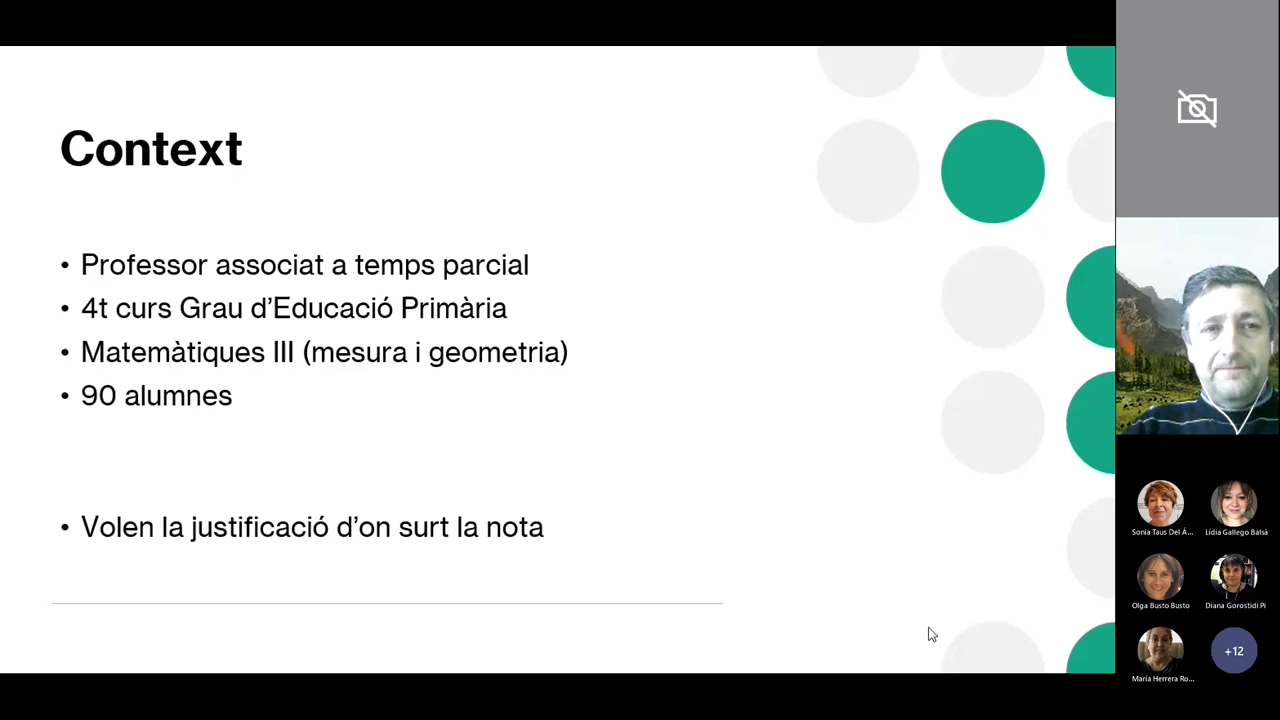 Context
• Professor associat a temps parcial
• 4t curs Grau d’Educació Primària
• Matemàtiques III (mesura i geometria)
• 90 alumnes
• Volen la justificació d’on surt la nota
Sonia Taus Del Á...
Lídia Gallego Balsà
Olga Busto Busto
Diana Gorostidi Pi
María Herrera Ro...
+12